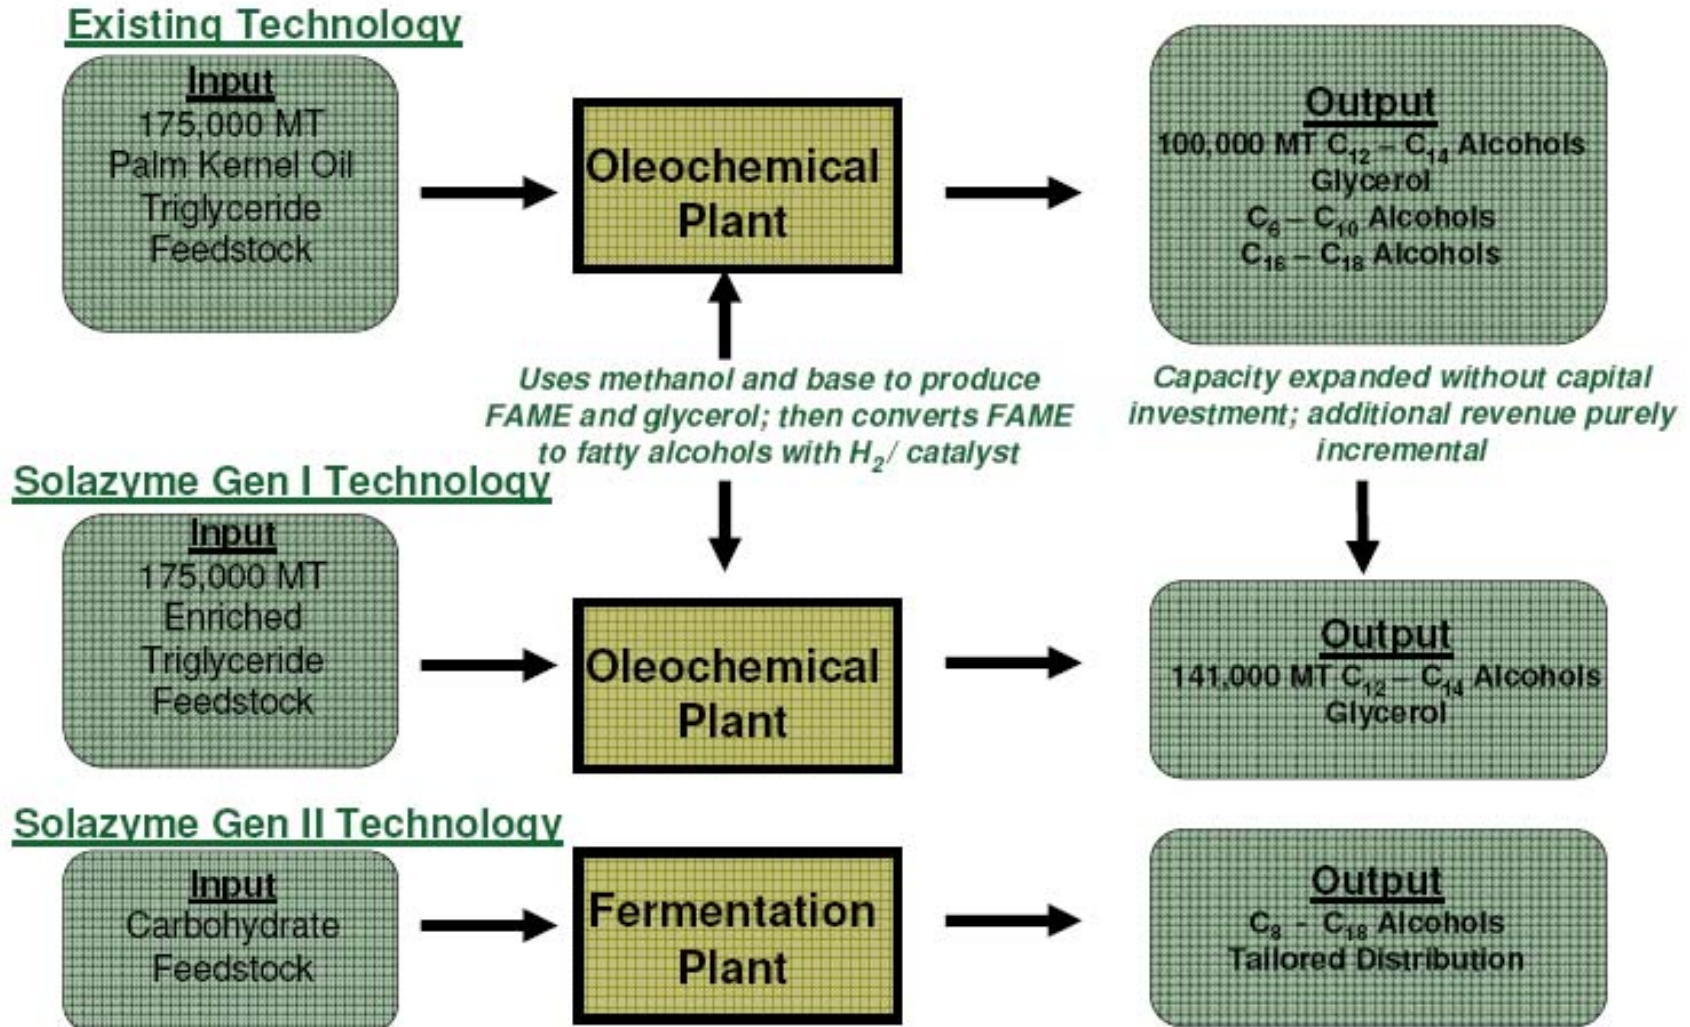 Existing Technology
Input
175,000 MT
Palm Kernel Oil
Triglyceride
Feedstock
Oleochemical
Plant
Output
100,000 MT C12 – C14 Alcohols
Glycerol
C6 – C10 Alcohols
C16 – C18 Alcohols
Uses methanol and base to produce
FAME and glycerol; then converts FAME
to fatty alcohols with H2/ catalyst
Capacity expanded without capital
investment; additional revenue purely
incremental
Solazyme Gen I Technology
Input
175,000 MT
Enriched
Triglyceride
Feedstock
Oleochemical
Plant
Output
141,000 MT C12 – C14 Alcohols
Glycerol
Solazyme Gen II Technology
Input
Carbohydrate
Feedstock
Fermentation
Plant
Output
C8 - C18 Alcohols
Tailored Distribution